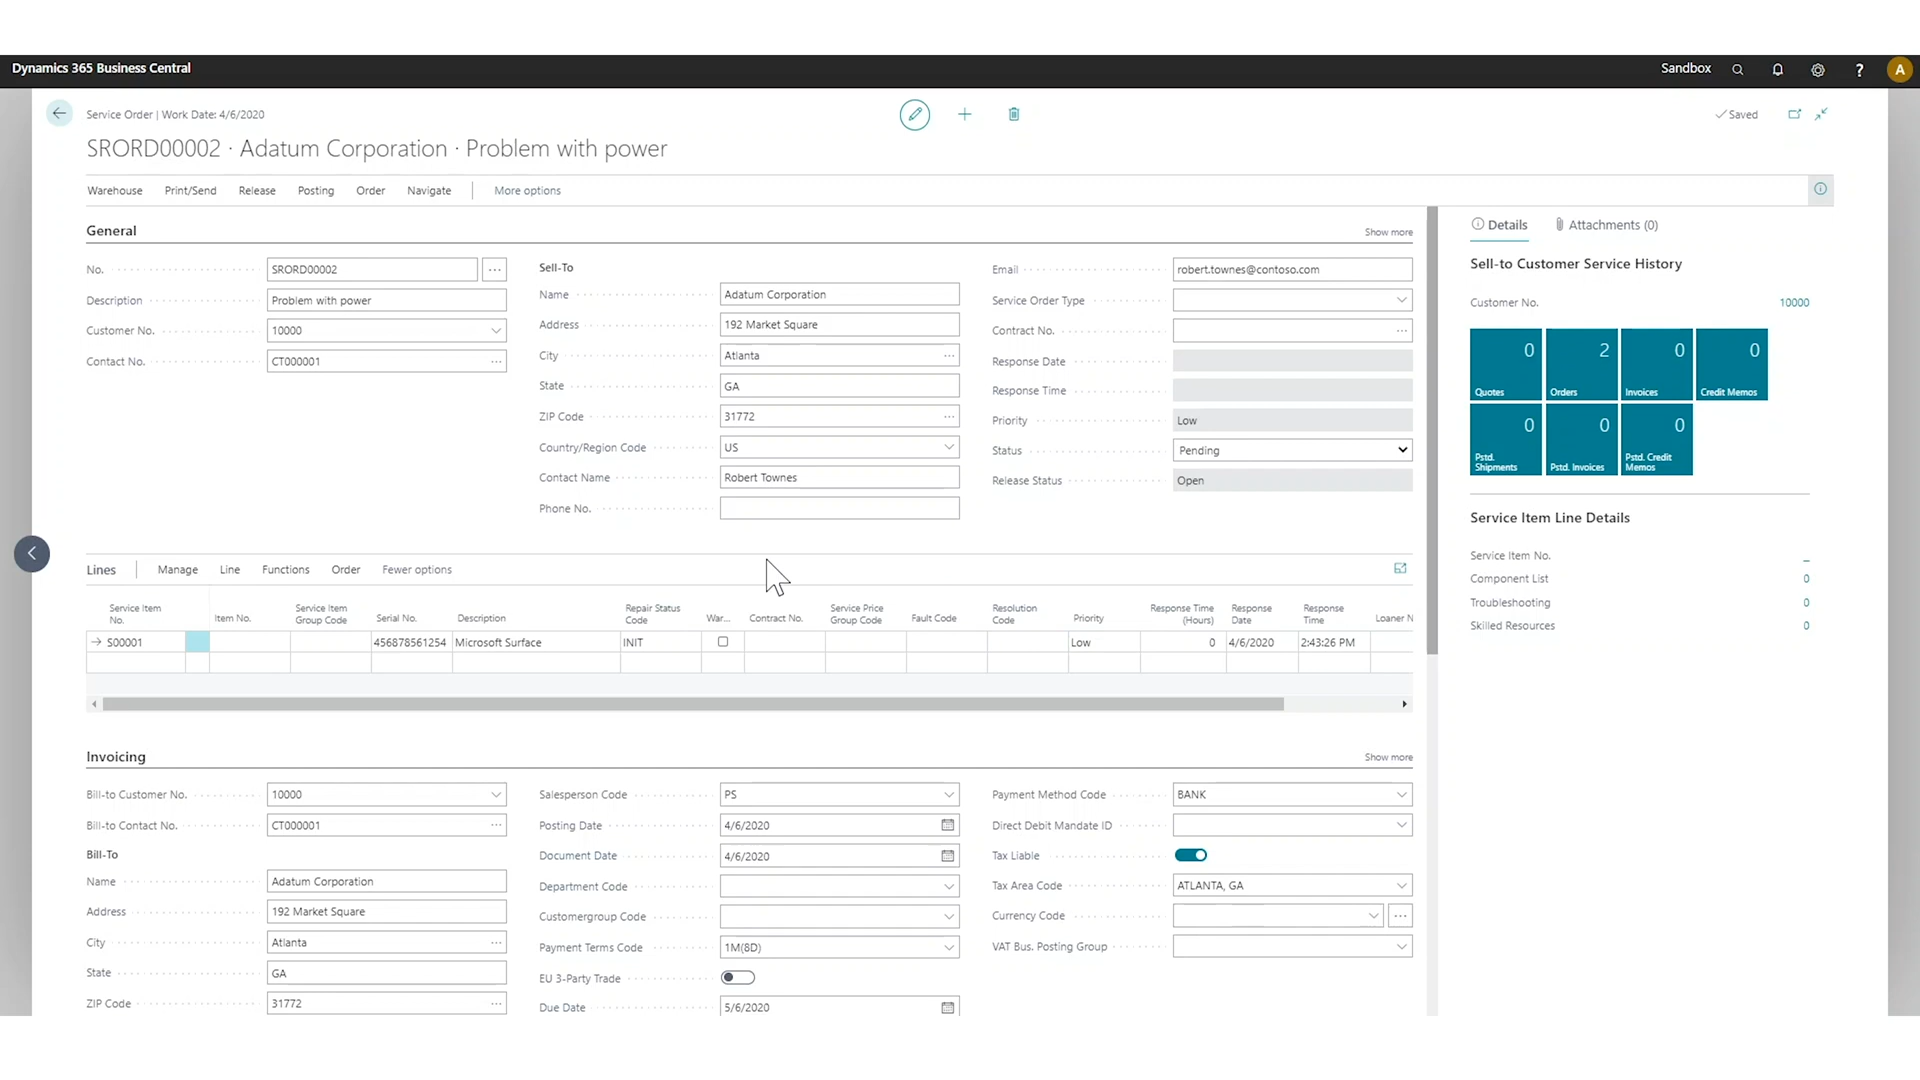 Dynamics 365 Business Central
Sandbox
?
A
Service Order | Work Date: 4/6/2020
Saved
SRORD00002 · Adatum Corporation · Problem with power
Warehouse Print/Send Release Posting Order Navigate | More options
General
Show more
No.
SRORD00002
Description
Problem with power
Customer No.
10000
Contact No.
CT000001
Sell-To
Name
Adatum Corporation
Address
192 Market Square
City
Atlanta
State
GA
ZIP Code
31772
Country/Region Code
US
Contact Name
Robert Townes
Phone No.
Email
robert.townes@contoso.com
Service Order Type
Contract No.
Response Date
Response Time
Priority
Low
Status
Pending
Release Status
Open
Lines | Manage Line Functions Order Fewer options
Service Item No.
Item No.
Service Item Group Code
Serial No.
Description
Repair Status Code
War...
Contract No.
Service Price Group Code
Fault Code
Resolution Code
Priority
Response Time (Hours)
Response Date
Response Time
Loaner N
S00001 456878561254 Microsoft Surface INIT Low 0 4/6/2020 2:43:26 PM
Invoicing
Show more
Bill-to Customer No.
10000
Bill-to Contact No.
CT000001
Bill-To
Name
Adatum Corporation
Address
192 Market Square
City
Atlanta
State
GA
ZIP Code
31772
Salesperson Code
PS
Posting Date
4/6/2020
Document Date
4/6/2020
Department Code
Customergroup Code
Payment Terms Code
1M(8D)
EU 3-Party Trade
Due Date
5/6/2020
Payment Method Code
BANK
Direct Debit Mandate ID
Tax Liable
Tax Area Code
ATLANTA, GA
Currency Code
VAT Bus. Posting Group
Details
Attachments (0)
Sell-to Customer Service History
Customer No.
10000
0
Quotes
2
Orders
0
Invoices
0
Credit Memos
0
Pstd. Shipments
0
Pstd. Invoices
0
Pstd. Credit Memos
Service Item Line Details
Service Item No.
_
Component List
0
Troubleshooting
0
Skilled Resources
0